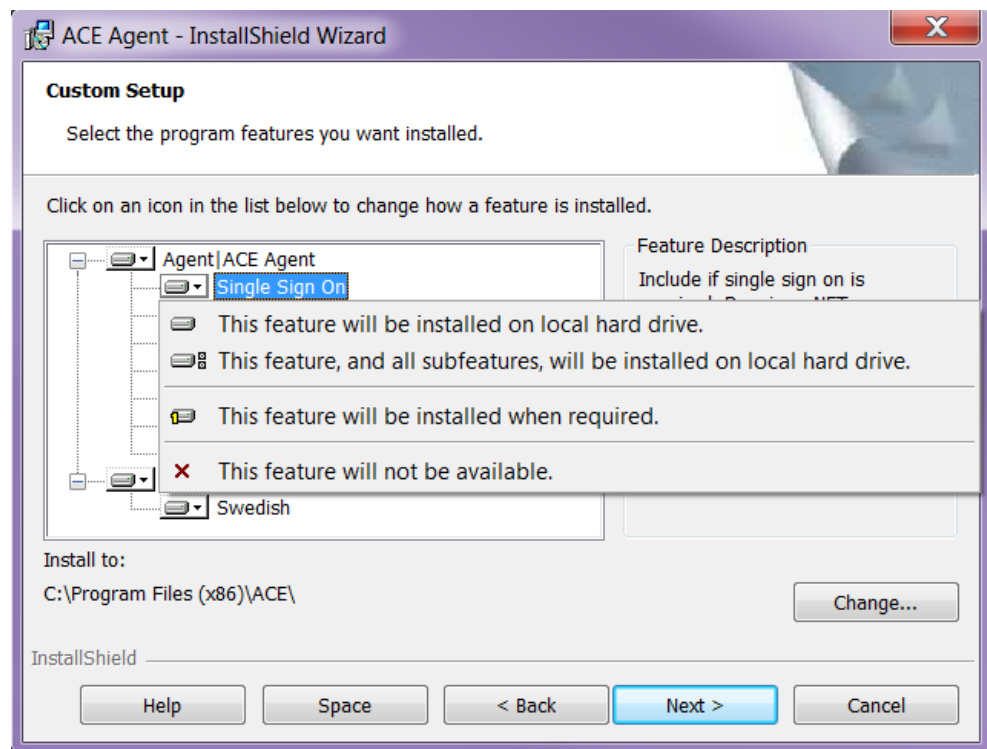 ACE Agent - InstallShield Wizard
Custom Setup
Select the program features you want installed.
Click on an icon in the list below to change how a feature is installed.
Agent|ACE Agent
Single Sign On
Feature Description
Include if single sign on is
This feature will be installed on local hard drive.
This feature, and all subfeatures, will be installed on local hard drive.
This feature will be installed when required.
This feature will not be available.
Swedish
Install to:
C:\Program Files (x86)\ACE\
Change...
InstallShield
Help
Space
< Back
Next >
Cancel